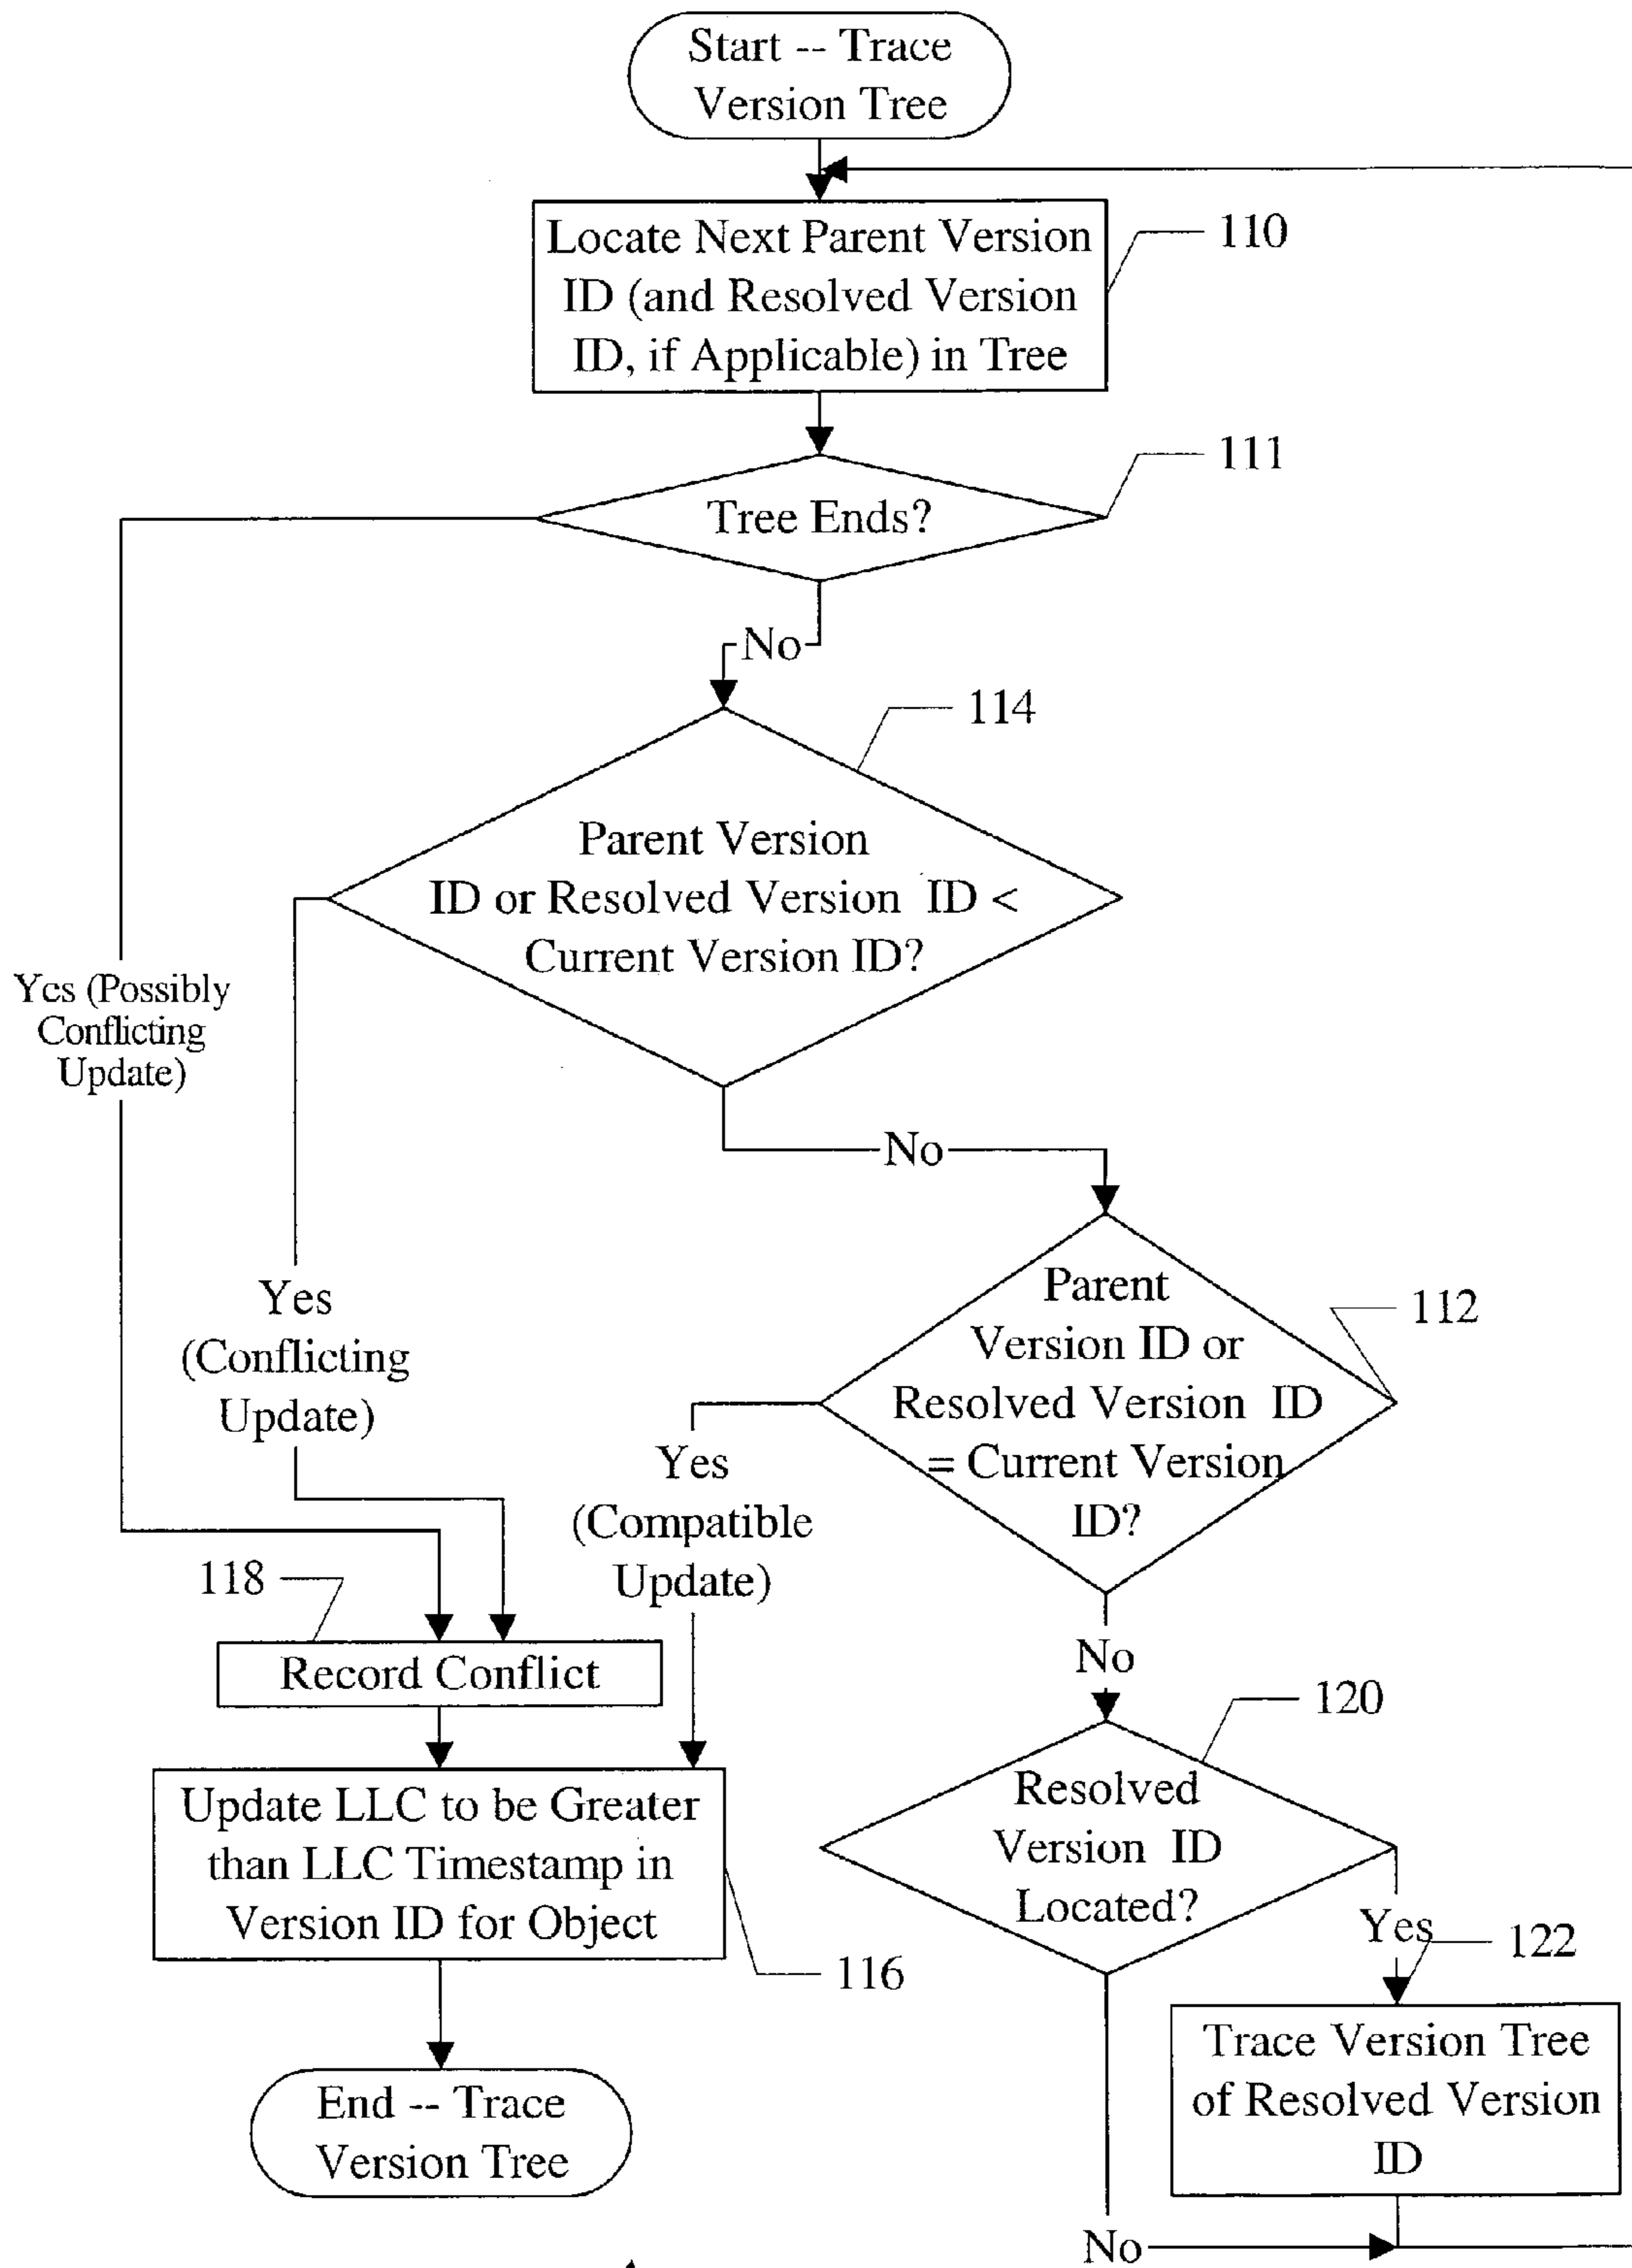 Start -- Trace
Version Tree
Locate Next Parent Version
ID (and Resolved Version
ID, if Applicable) in Tree
110
111
Tree Ends?
No
114
Parent Version
ID or Resolved Version ID <
Current Version ID?
Yes (Possibly
Conflicting
Update)
No
Yes
(Conflicting
Update)
112
Parent
Version ID or
Resolved Version ID
= Current Version
ID?
Yes
(Compatible
Update)
118
Record Conflict
No
120
Resolved
Version ID
Located?
Update LLC to be Greater
than LLC Timestamp in
Version ID for Object
116
Yes
122
Trace Version Tree
of Resolved Version
ID
End -- Trace
Version Tree
No